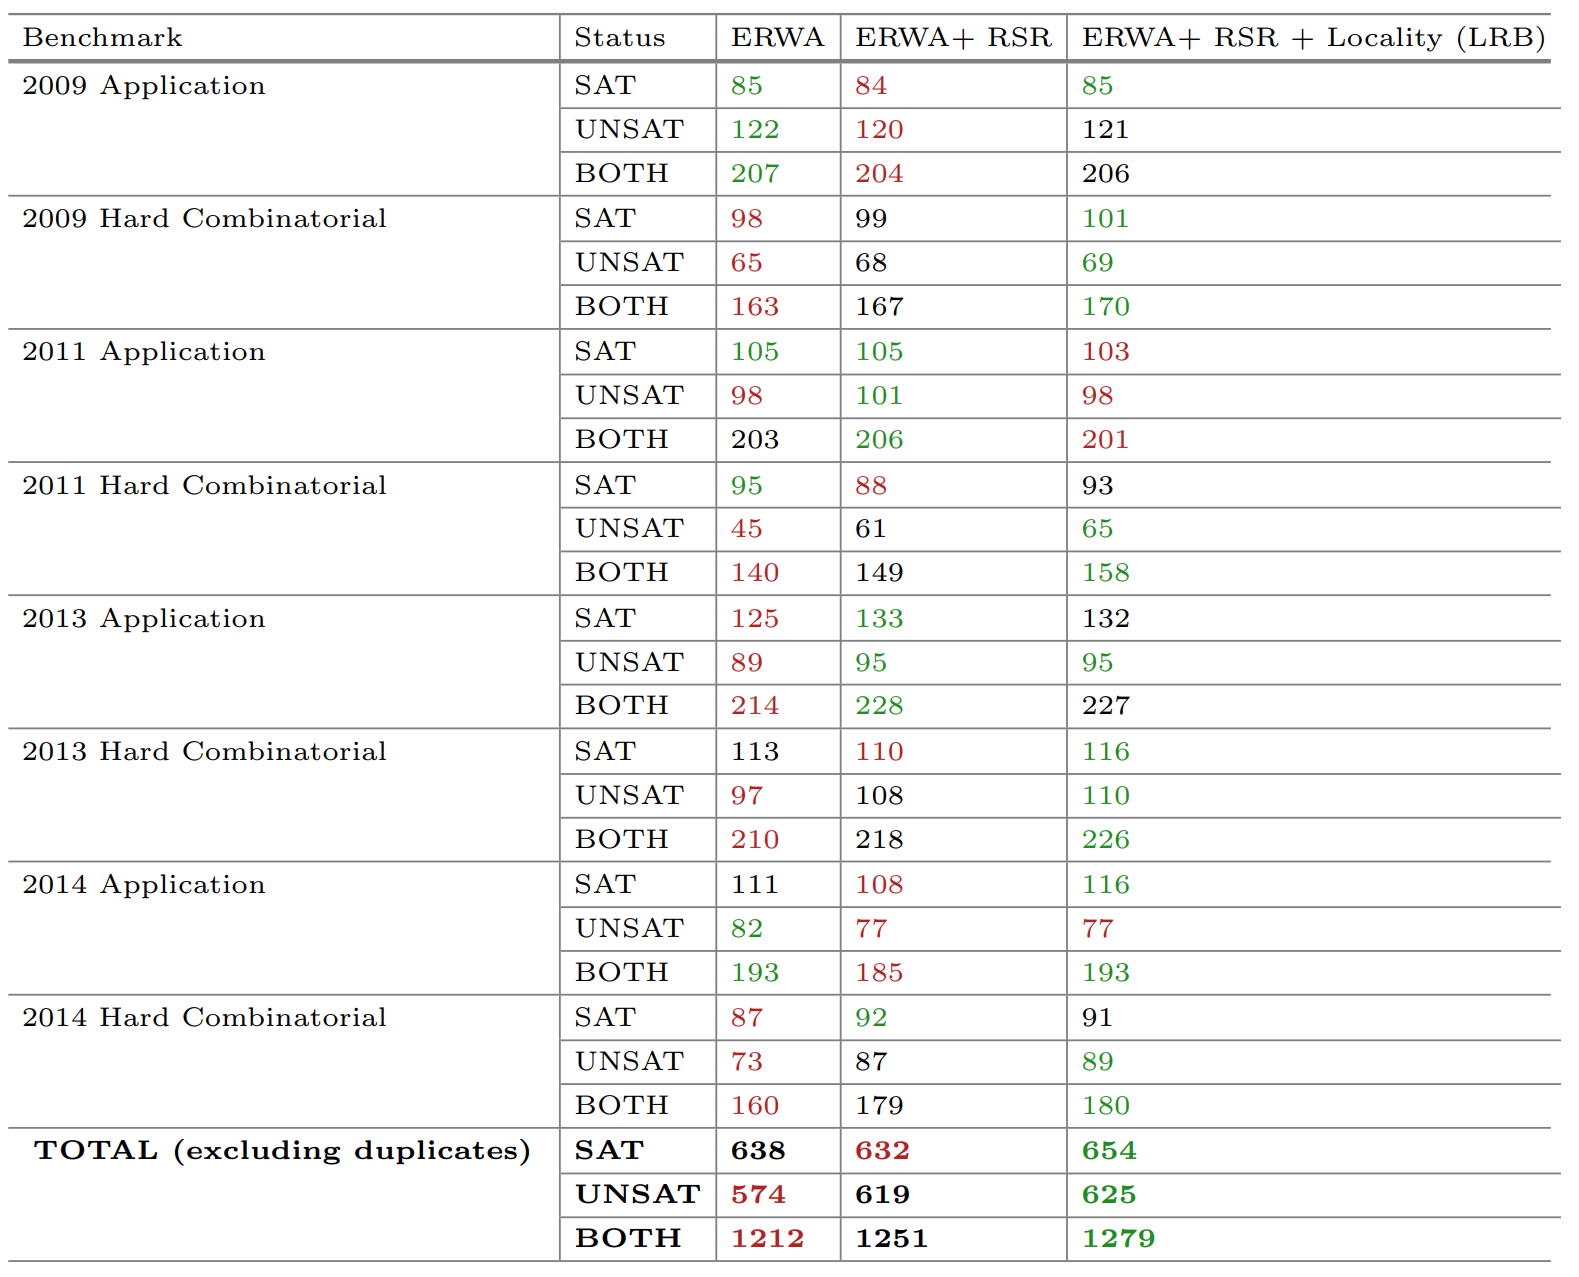 Benchmark Status ERWA ERWA+ RSR ERWA+ RSR + Locality (LRB)
2009 Application SAT 85 84 85
UNSAT 122 120 121
BOTH 207 204 206
2009 Hard Combinatorial SAT 98 99 101
UNSAT 65 68 69
BOTH 163 167 170
2011 Application SAT 105 105 103
UNSAT 98 101 98
BOTH 203 206 201
2011 Hard Combinatorial SAT 95 88 93
UNSAT 45 61 65
BOTH 140 149 158
2013 Application SAT 125 133 132
UNSAT 89 95 95
BOTH 214 228 227
2013 Hard Combinatorial SAT 113 110 116
UNSAT 97 108 110
BOTH 210 218 226
2014 Application SAT 111 108 116
UNSAT 82 77 77
BOTH 193 185 193
2014 Hard Combinatorial SAT 87 92 91
UNSAT 73 87 89
BOTH 160 179 180
TOTAL (excluding duplicates) SAT 638 632 654
UNSAT 574 619 625
BOTH 1212 1251 1279